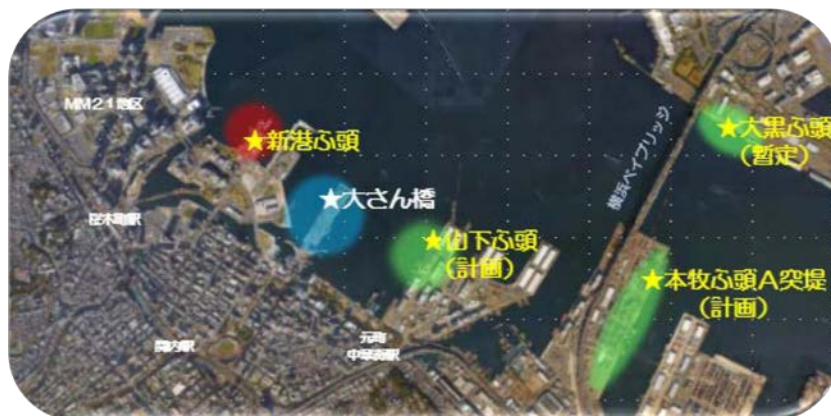 MM21地区
★新港ふ頭
★大さん橋
桜木町駅
★山下ふ頭
(計画)
横浜ベイブリッジ
★大黒ふ頭
(暫定)
★本牧ふ頭A突堤
(計画)
関内駅
元町
中華街駅